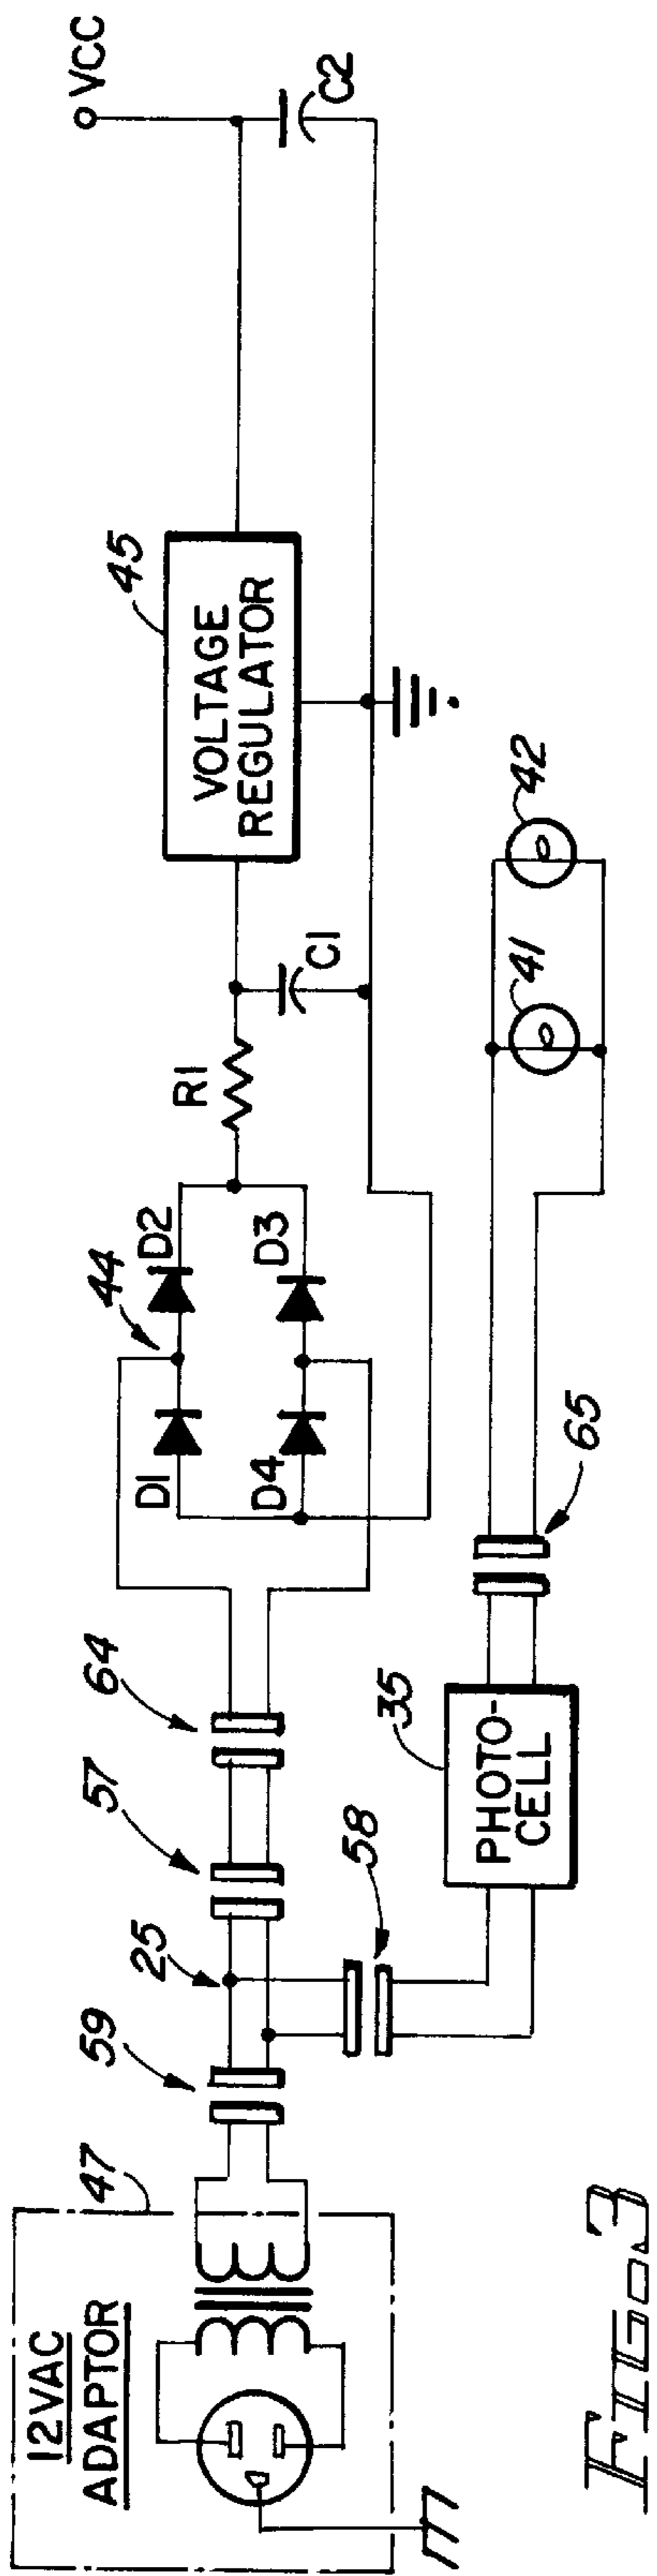 12VAC
ADAPTOR
47
59
25
57
64
58
44
D1
D2
D4
D3
R1
C1
45
VOLTAGE
REGULATOR
VCC
C2
35
PHOTO-
CELL
65
41
42
FIG. 3